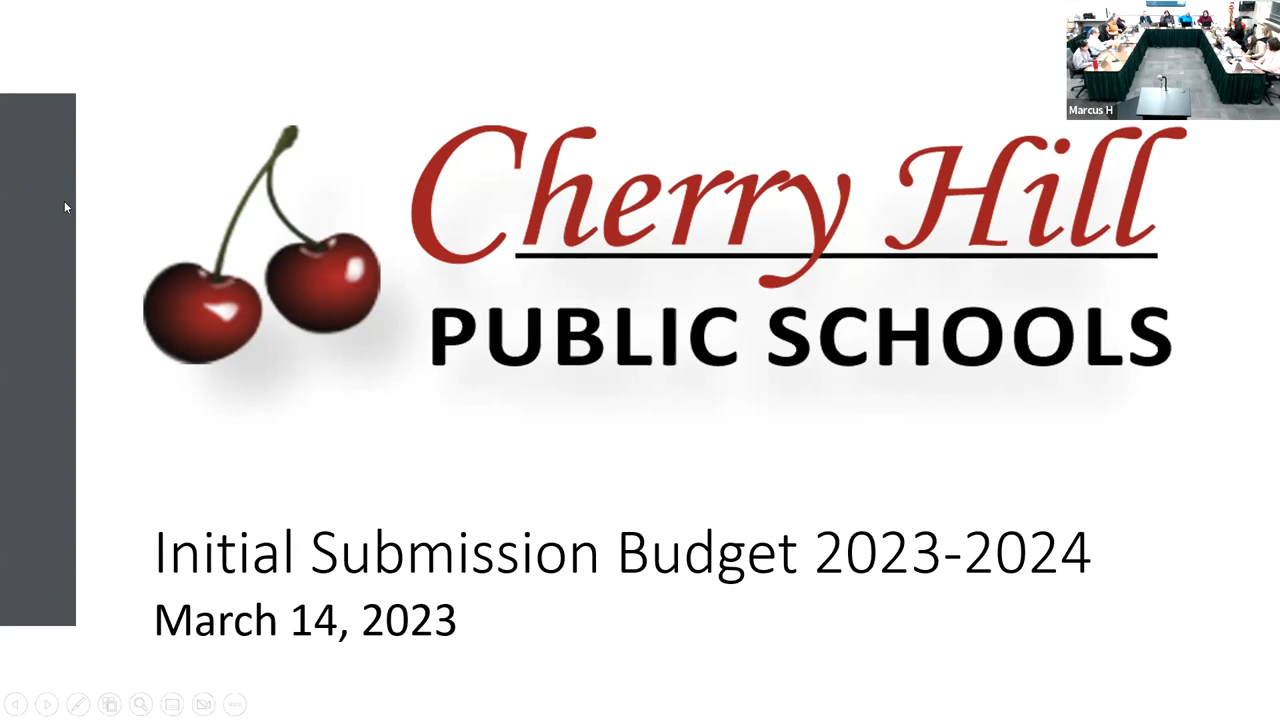 Marcus H
Cherry Hill
PUBLIC SCHOOLS
Initial Submission Budget 2023-2024
March 14, 2023